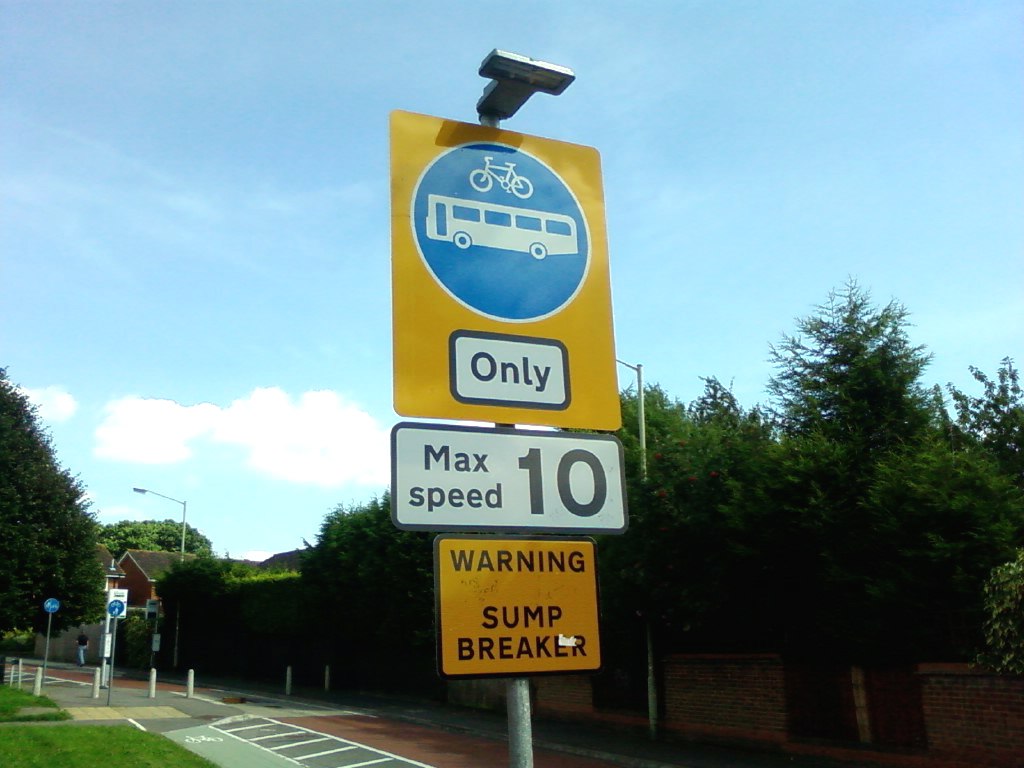 Only
Max
speed 10
WARNING
SUMP
BREAKER